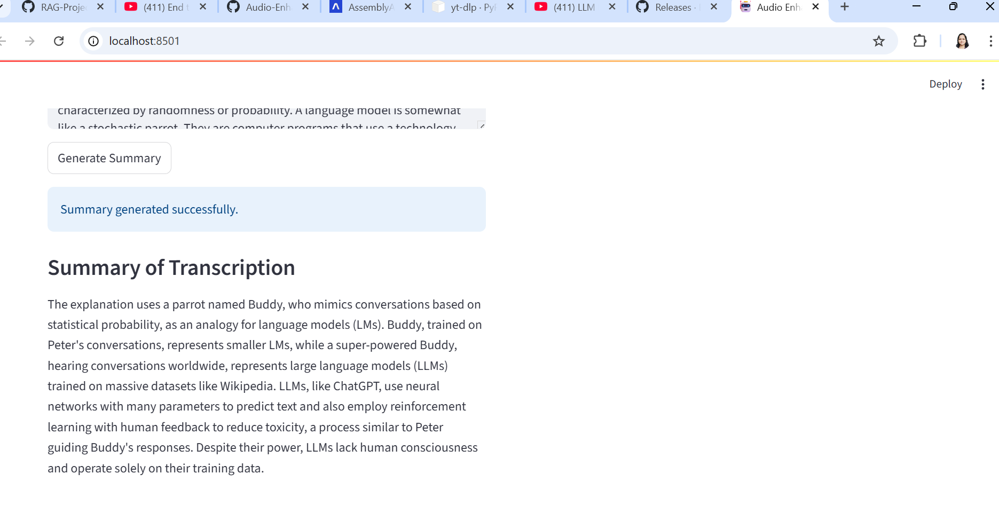 RAG-Proje
(411) End t
Audio-Enh
AssemblyA
yt-dlp · PyP
(411) LLM
Releases ·
Audio Enh
localhost:8501
Deploy
characterized by randomness or probability. A language model is somewhat
like a stochastic parrot. They are computer programs that use a technology
Generate Summary
Summary generated successfully.
Summary of Transcription
The explanation uses a parrot named Buddy, who mimics conversations based on
statistical probability, as an analogy for language models (LMs). Buddy, trained on
Peter's conversations, represents smaller LMs, while a super-powered Buddy,
hearing conversations worldwide, represents large language models (LLMs)
trained on massive datasets like Wikipedia. LLMs, like ChatGPT, use neural
networks with many parameters to predict text and also employ reinforcement
learning with human feedback to reduce toxicity, a process similar to Peter
guiding Buddy's responses. Despite their power, LLMs lack human consciousness
and operate solely on their training data.